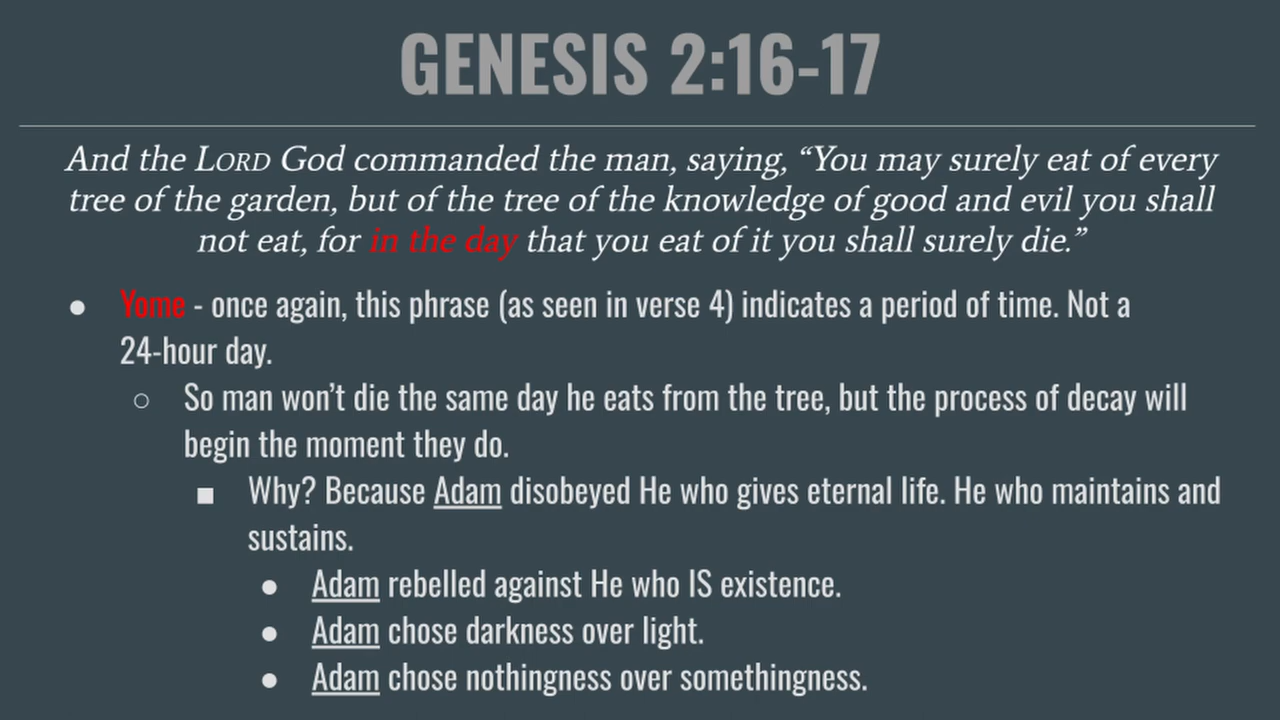 GENESIS 2:16-17
And the LORD God commanded the man, saying, “You may surely eat of every
tree of the garden, but of the tree of the knowledge of good and evil you shall
not eat, for in the day that you eat of it you shall surely die.”
● Yome - once again, this phrase (as seen in verse 4) indicates a period of time. Not a
24-hour day.
○ So man won’t die the same day he eats from the tree, but the process of decay will
begin the moment they do.
■ Why? Because Adam disobeyed He who gives eternal life. He who maintains and
sustains.
● Adam rebelled against He who IS existence.
● Adam chose darkness over light.
● Adam chose nothingness over somethingness.